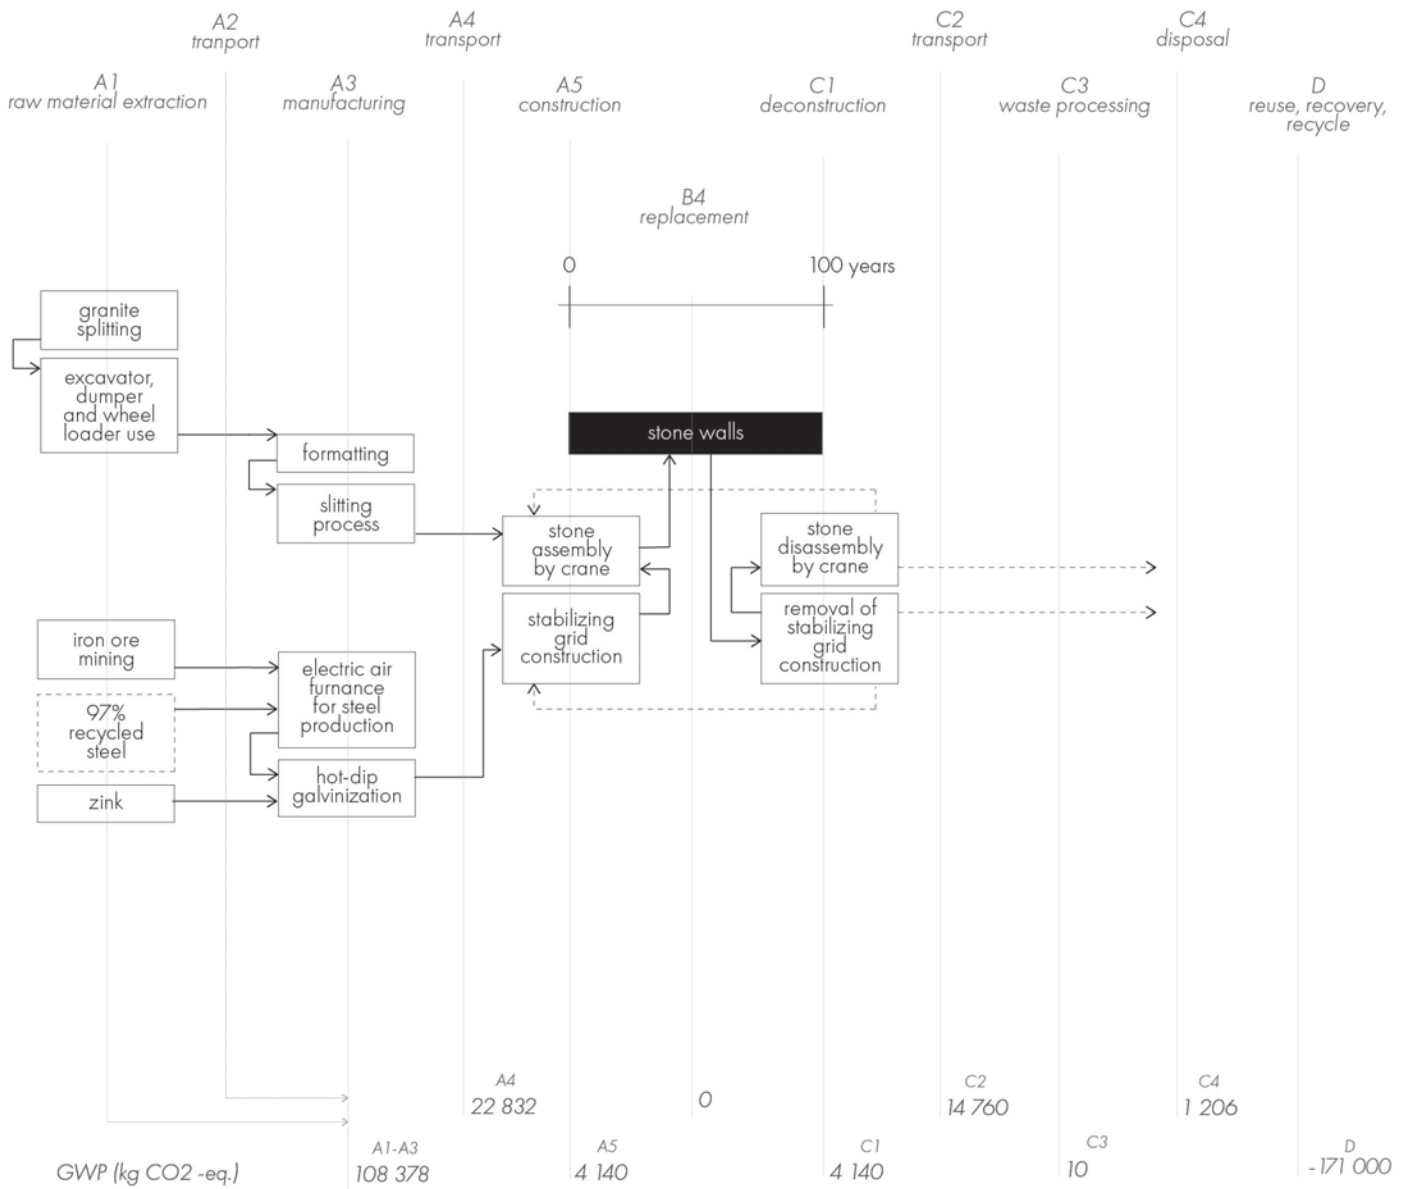 A2
tranport
A4
transport
C2
transport
C4
disposal
A1
raw material extraction
A3
manufacturing
A5
construction
C1
deconstruction
C3
waste processing
D
reuse, recovery,
recycle
B4
replacement
0
100 years
granite
splitting
excavator,
dumper
and wheel
loader use
formatting
slitting
process
stone walls
stone
assembly
by crane
stabilizing
grid
construction
stone
disassembly
by crane
removal of
stabilizing
grid
construction
iron ore
mining
97%
recycled
steel
zink
electric air
furnance
for steel
production
hot-dip
galvinization
A4
22 832
0
C2
14 760
C4
1 206
GWP (kg CO2 -eq.)
A1-A3
108 378
A5
4 140
C1
4 140
C3
10
D
-171 000